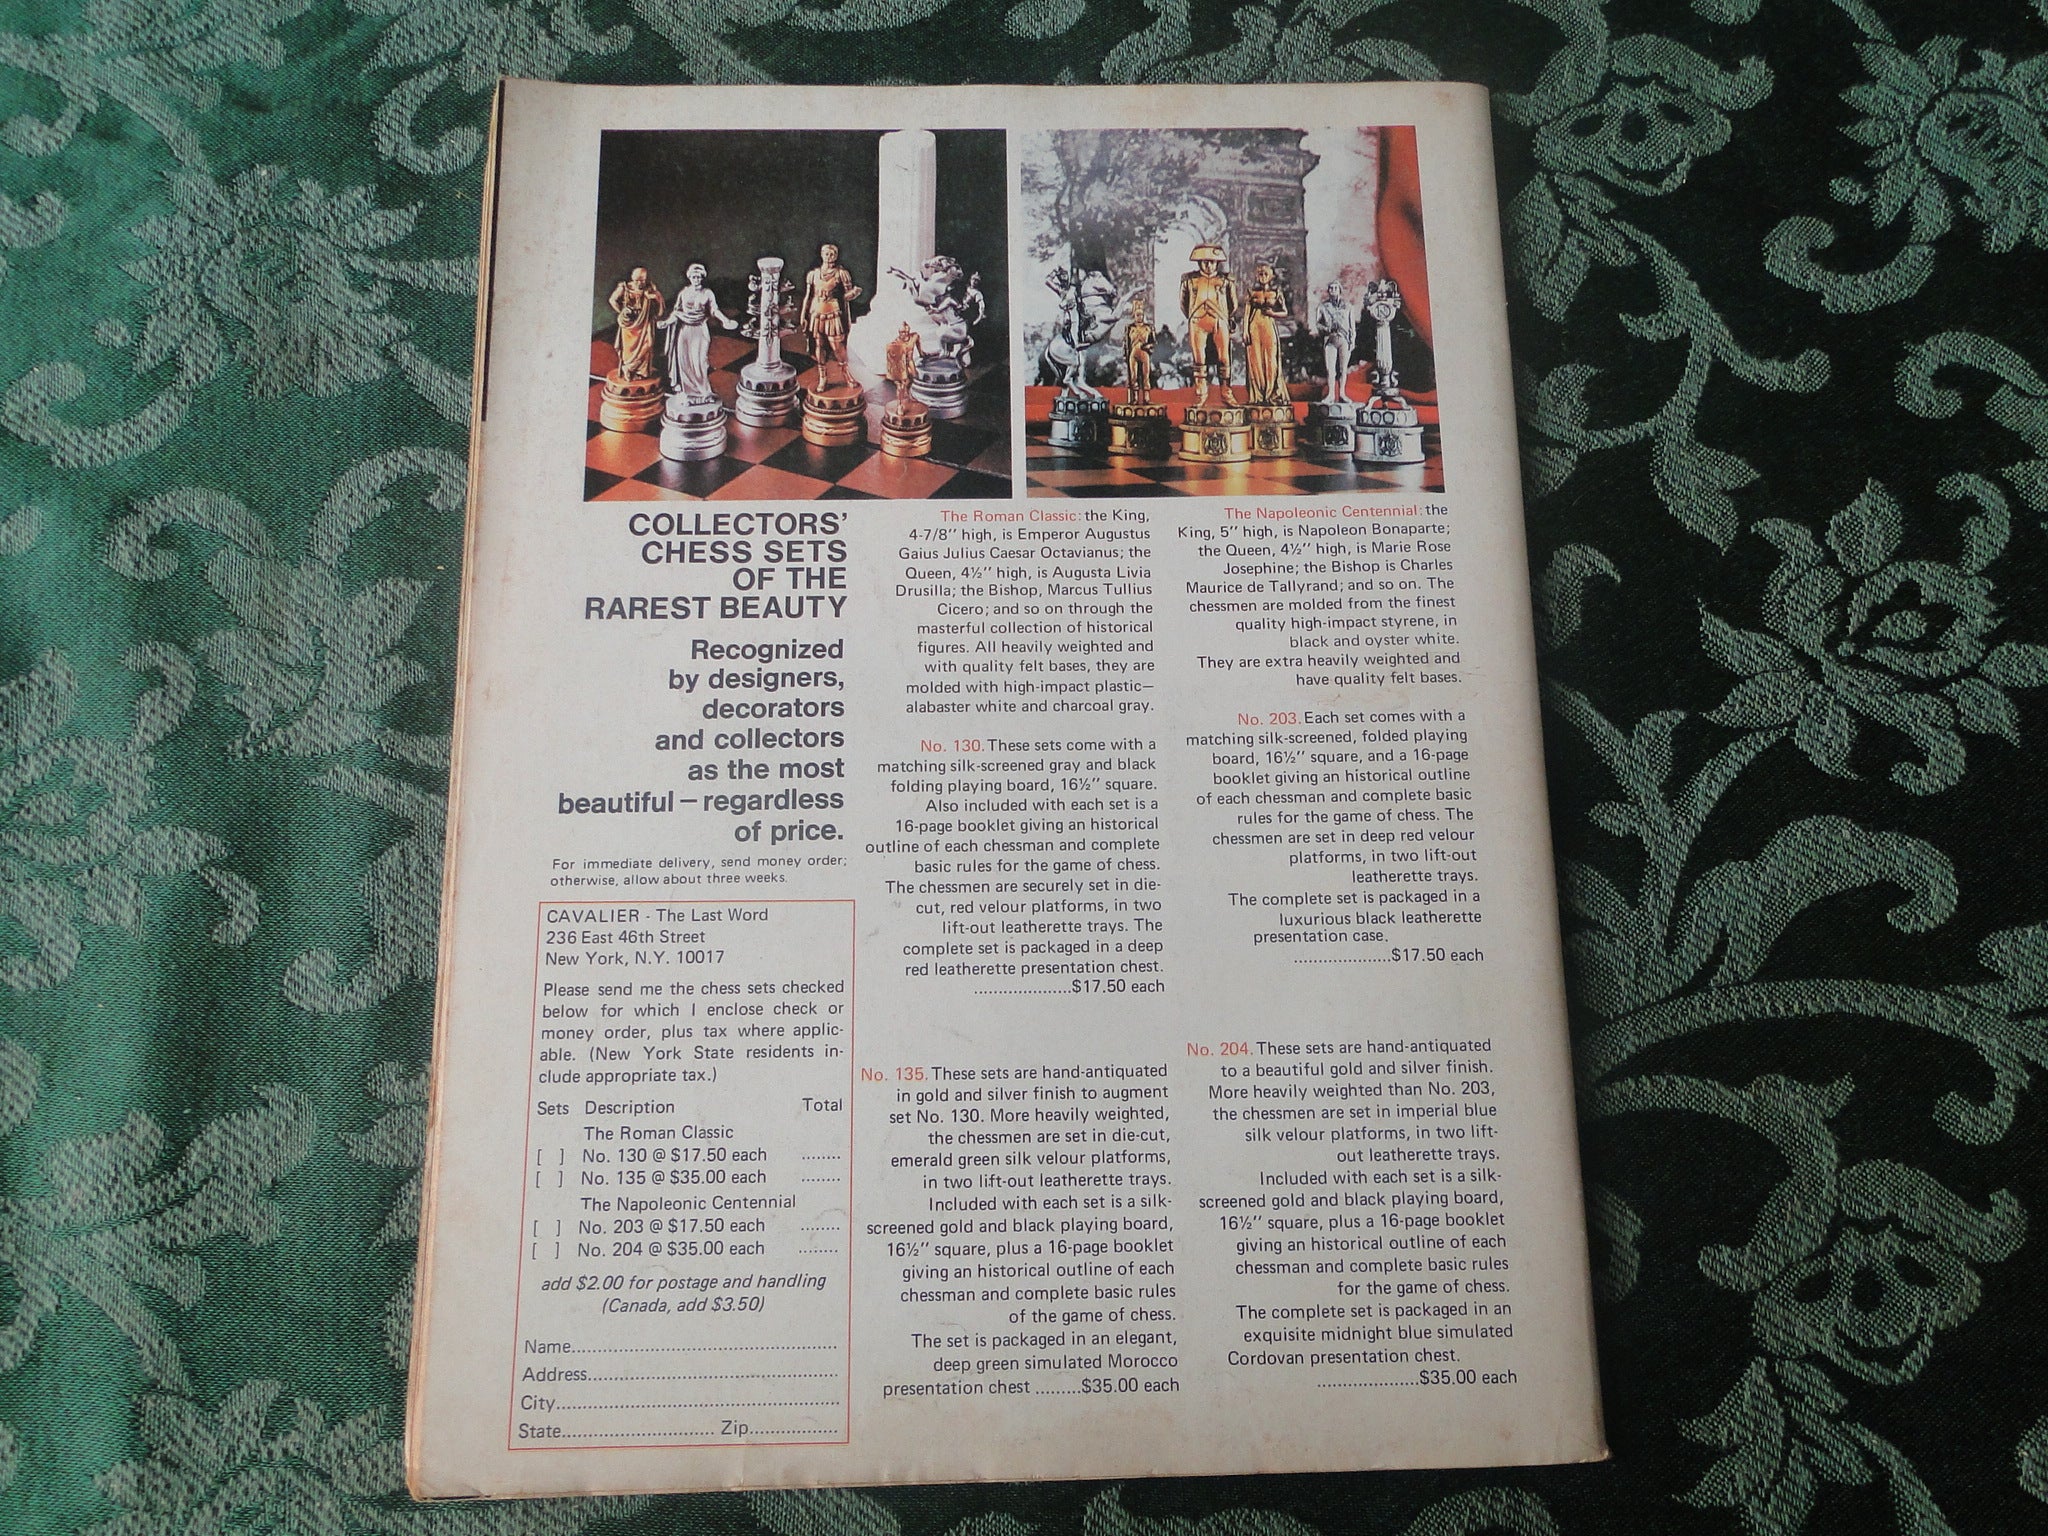 COLLECTORS'
CHESS SETS
OF THE
RAREST BEAUTY
Recognized
by designers,
decorators
and collectors
as the most
beautiful – regardless
of price.
For immediate delivery, send money order;
otherwise, allow about three weeks.
CAVALIER - The Last Word
236 East 46th Street
New York, N.Y. 10017
Please send me the chess sets checked
below for which I enclose check or
money order, plus tax where applic-
able. (New York State residents in-
clude appropriate tax.)
Sets Description Total
The Roman Classic
[ ] No. 130 @ $17.50 each ........
[ ] No. 135 @ $35.00 each ........
The Napoleonic Centennial
[ ] No. 203 @ $17.50 each ........
[ ] No. 204 @ $35.00 each ........
add $2.00 for postage and handling
(Canada, add $3.50)
Name...................................................
Address................................................
City......................................................
State............................. Zip.................
The Roman Classic: the King,
4-7/8'' high, is Emperor Augustus
Gaius Julius Caesar Octavianus; the
Queen, 4½'' high, is Augusta Livia
Drusilla; the Bishop, Marcus Tullius
Cicero; and so on through the
masterful collection of historical
figures. All heavily weighted and
with quality felt bases, they are
molded with high-impact plastic—
alabaster white and charcoal gray.
No. 130. These sets come with a
matching silk-screened gray and black
folding playing board, 16½'' square.
Also included with each set is a
16-page booklet giving an historical
outline of each chessman and complete
basic rules for the game of chess.
The chessmen are securely set in die-
cut, red velour platforms, in two
lift-out leatherette trays. The
complete set is packaged in a deep
red leatherette presentation chest.
....................$17.50 each
No. 135. These sets are hand-antiquated
in gold and silver finish to augment
set No. 130. More heavily weighted,
the chessmen are set in die-cut,
emerald green silk velour platforms,
in two lift-out leatherette trays.
Included with each set is a silk-
screened gold and black playing board,
16½'' square, plus a 16-page booklet
giving an historical outline of each
chessman and complete basic rules
of the game of chess.
The set is packaged in an elegant,
deep green simulated Morocco
presentation chest .........$35.00 each
The Napoleonic Centennial: the
King, 5'' high, is Napoleon Bonaparte;
the Queen, 4½'' high, is Marie Rose
Josephine; the Bishop is Charles
Maurice de Tallyrand; and so on. The
chessmen are molded from the finest
quality high-impact styrene, in
black and oyster white.
They are extra heavily weighted and
have quality felt bases.
No. 203. Each set comes with a
matching silk-screened, folded playing
board, 16½'' square, and a 16-page
booklet giving an historical outline
of each chessman and complete basic
rules for the game of chess. The
chessmen are set in deep red velour
platforms, in two lift-out
leatherette trays.
The complete set is packaged in a
luxurious black leatherette
presentation case.
....................$17.50 each
No. 204. These sets are hand-antiquated
to a beautiful gold and silver finish.
More heavily weighted than No. 203,
the chessmen are set in imperial blue
silk velour platforms, in two lift-
out leatherette trays.
Included with each set is a silk-
screened gold and black playing board,
16½'' square, plus a 16-page booklet
giving an historical outline of each
chessman and complete basic rules
for the game of chess.
The complete set is packaged in an
exquisite midnight blue simulated
Cordovan presentation chest.
.....................$35.00 each